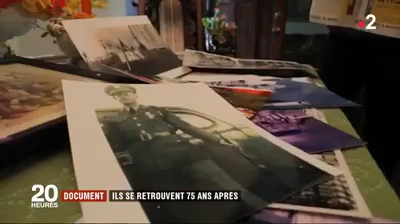 2
20
HEURES
DOCUMENT
ILS SE RETROUVENT 75 ANS APRÈS